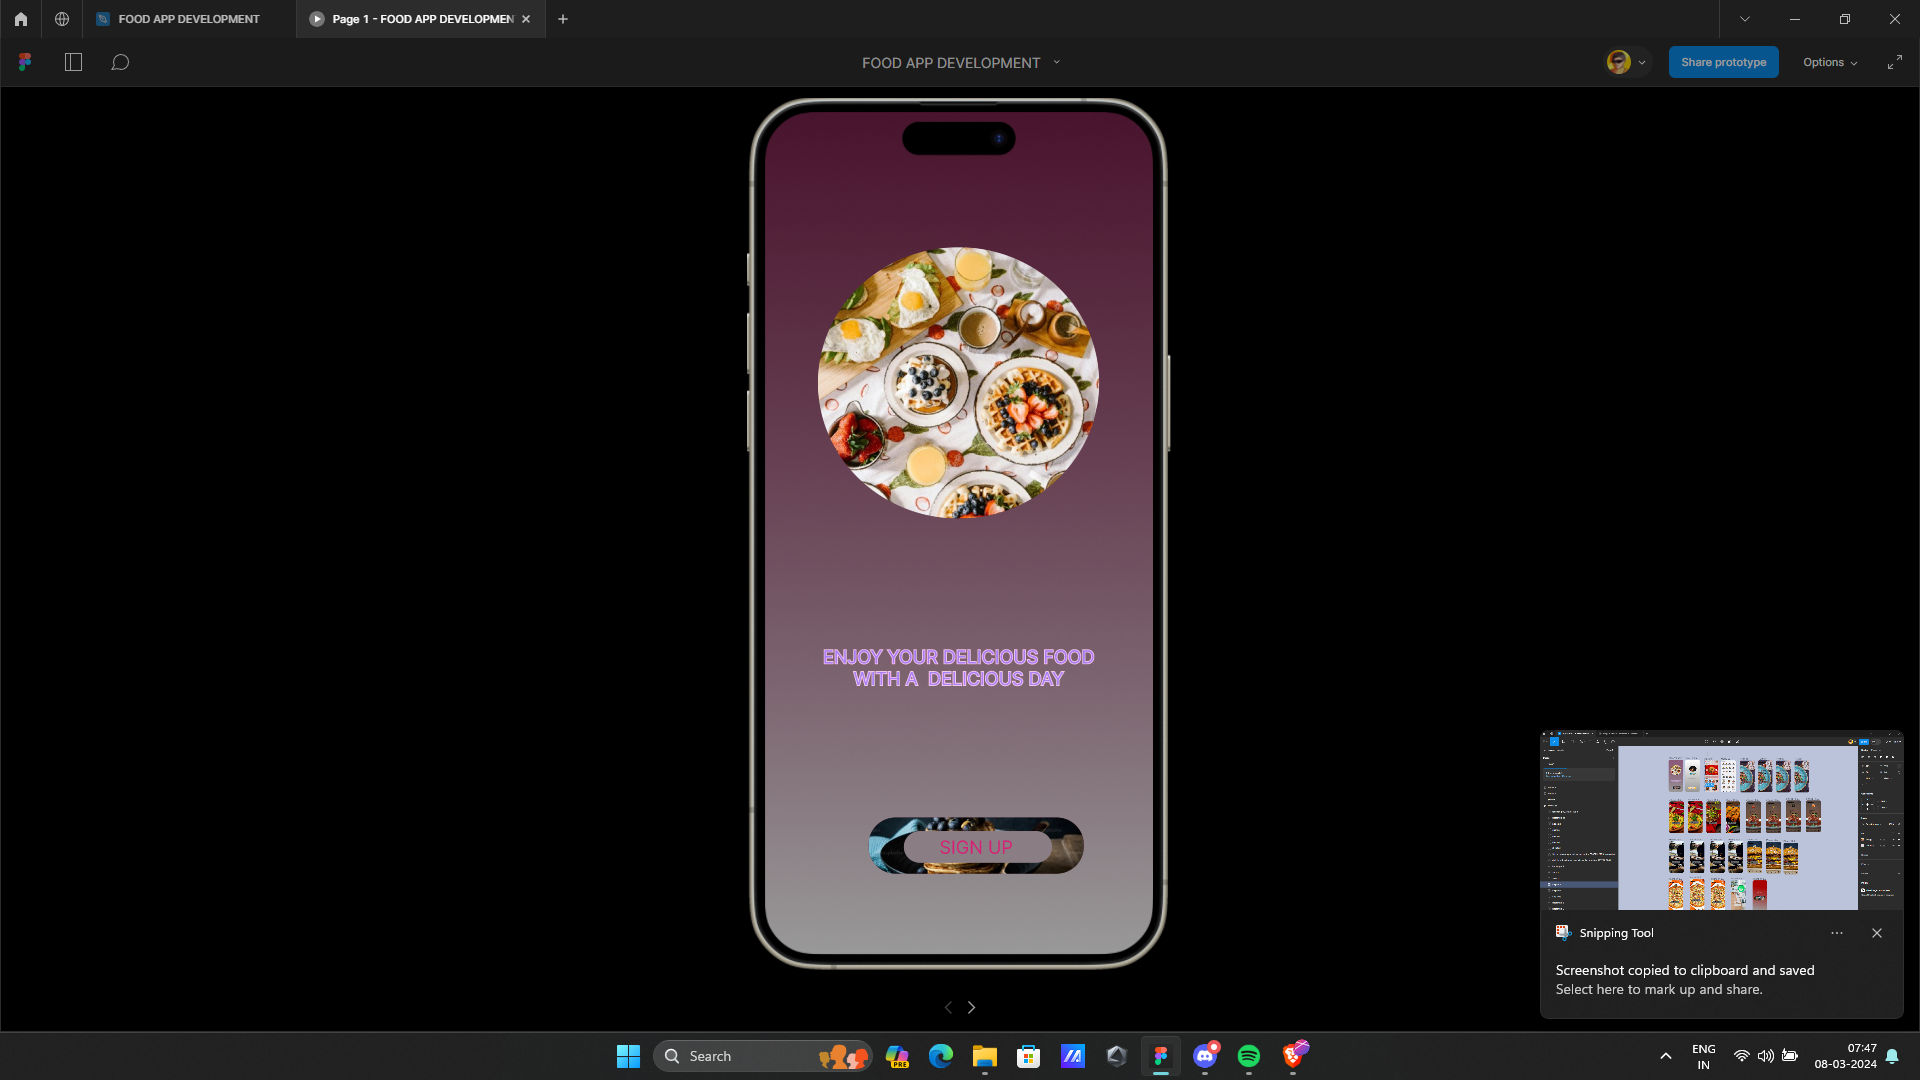 FOOD APP DEVELOPMENT
Page 1 - FOOD APP DEVELOPMEN
FOOD APP DEVELOPMENT
Share prototype
Options
ENJOY YOUR DELICIOUS FOOD
WITH A  DELICIOUS DAY
SIGN UP
Snipping Tool
Screenshot copied to clipboard and saved
Select here to mark up and share.
Search
PRE
ENG
IN
07:47
08-03-2024